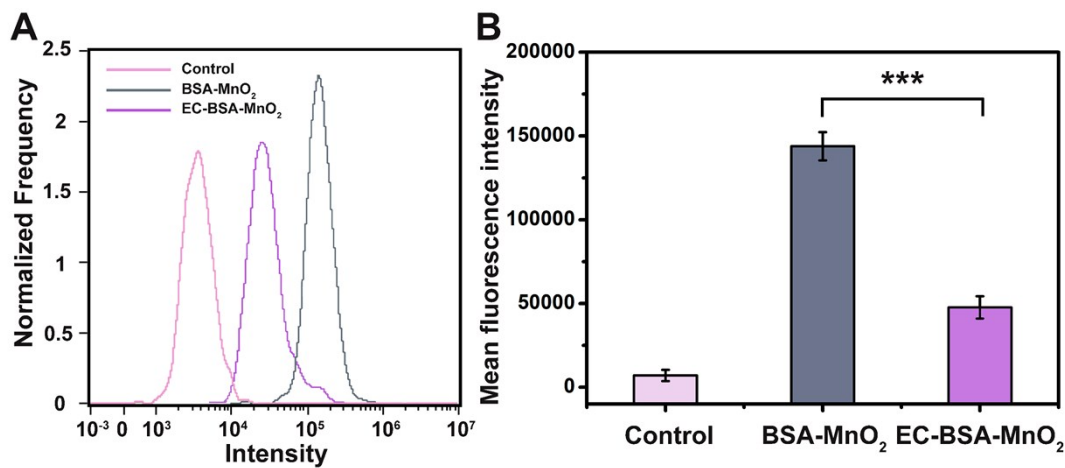 A
Normalized Frequency
2.5
2
1.5
1
0.5
0
Control
BSA-MnO₂
EC-BSA-MnO₂
10⁻³ 0 10³ 10⁴ 10⁵ 10⁶ 10⁷
Intensity
B
Mean fluorescence intensity
200000
150000
100000
50000
0
***
Control BSA-MnO₂ EC-BSA-MnO₂